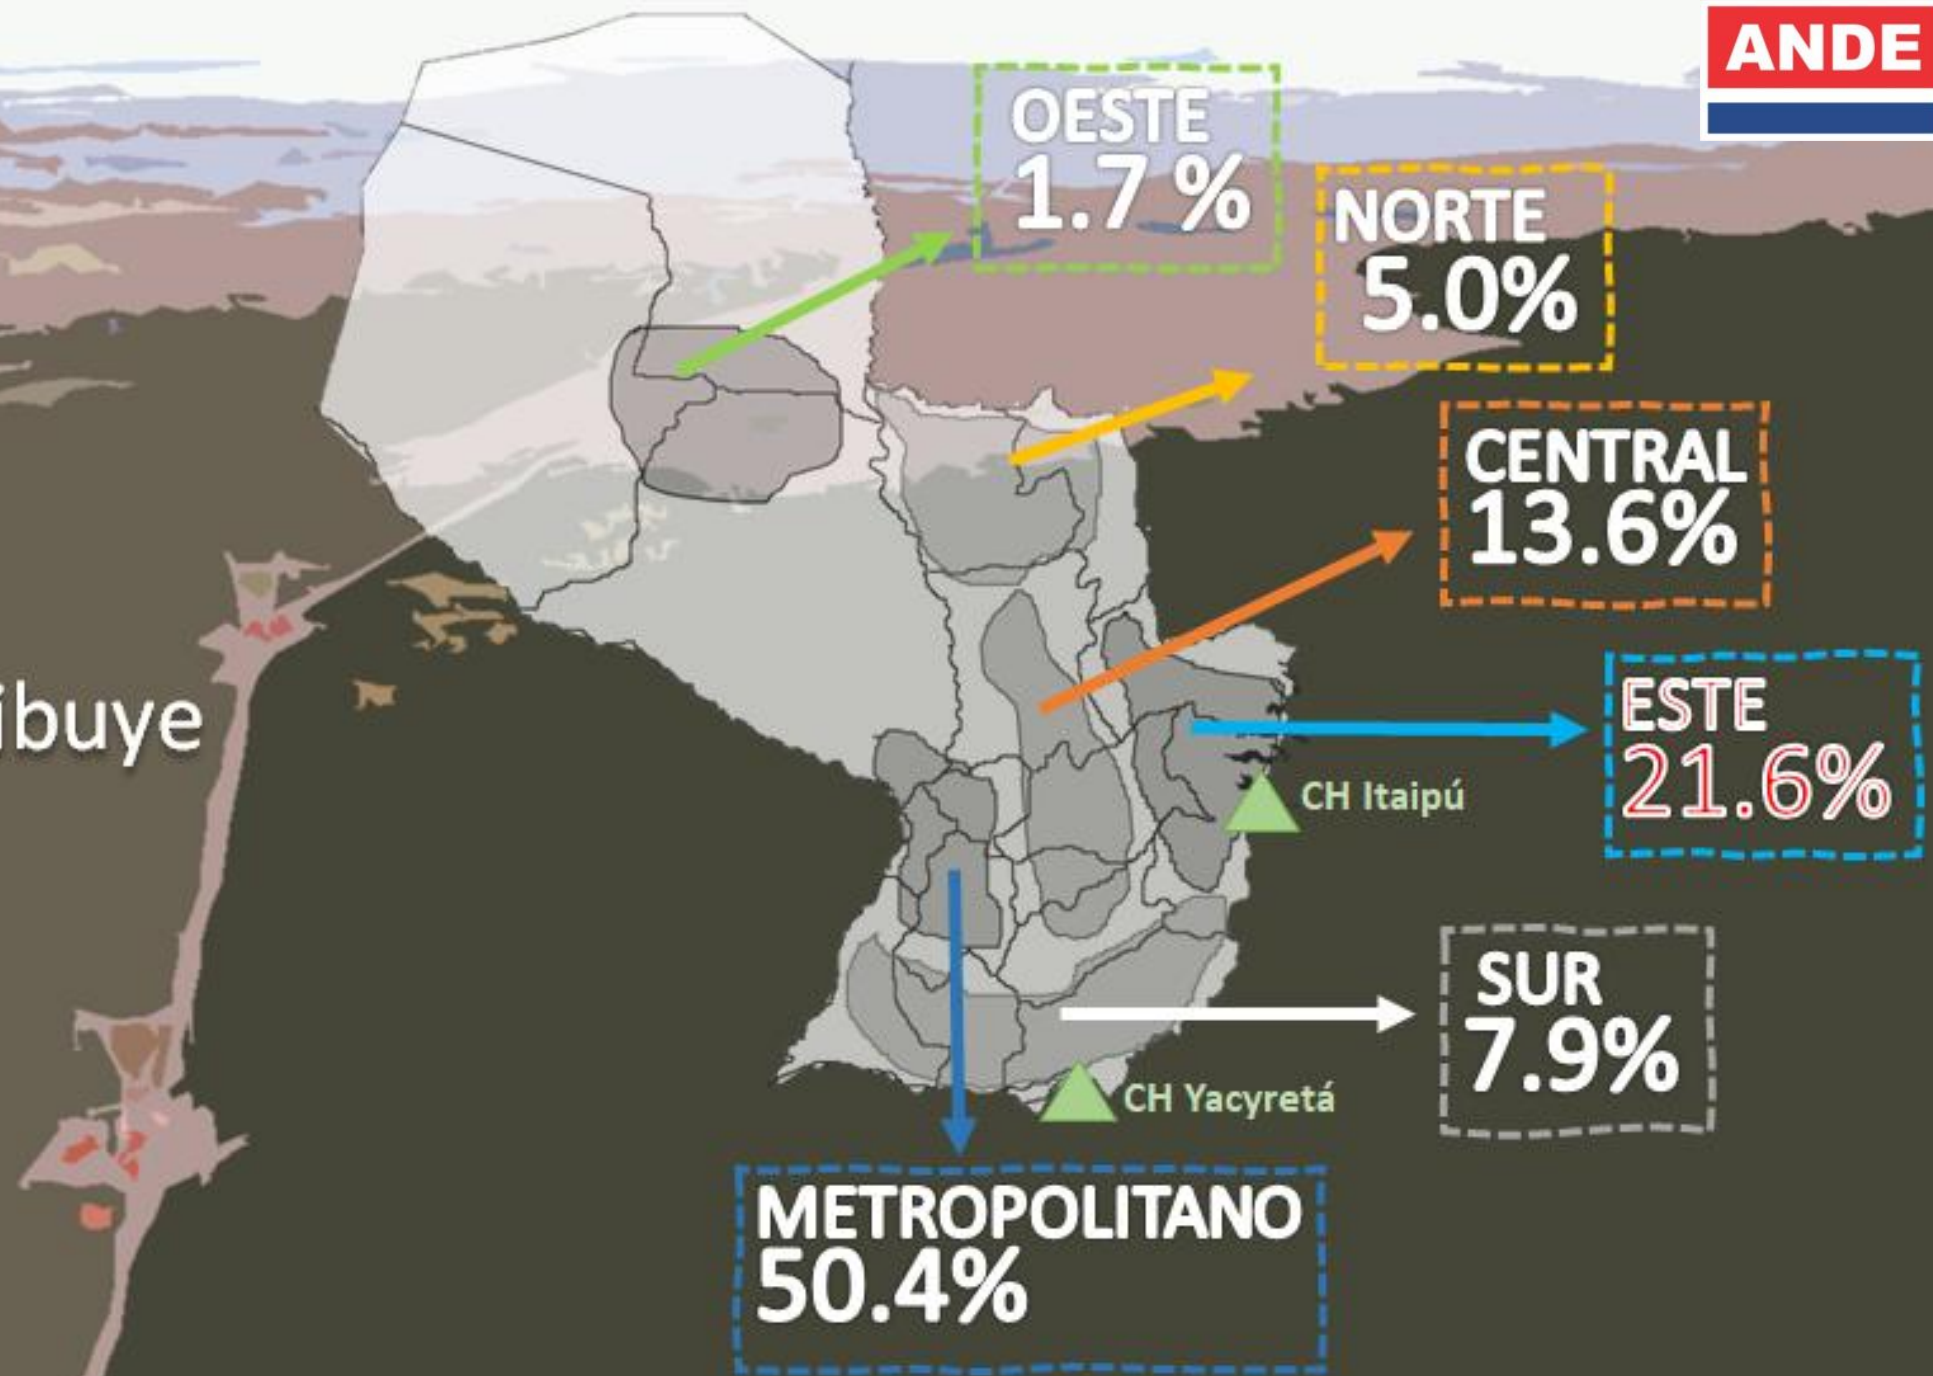 ANDE
OESTE
1.7 %
NORTE
5.0%
CENTRAL
13.6%
ibuye
ESTE
21.6%
CH Itaipú
SUR
7.9%
CH Yacyretá
METROPOLITANO
50.4%